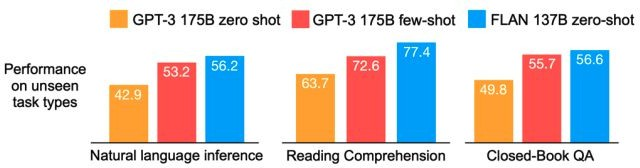 GPT-3 175B zero shot GPT-3 175B few-shot FLAN 137B zero-shot
Performance
on unseen
task types
42.9 53.2 56.2 63.7 72.6 77.4 49.8 55.7 56.6
Natural language inference Reading Comprehension Closed-Book QA